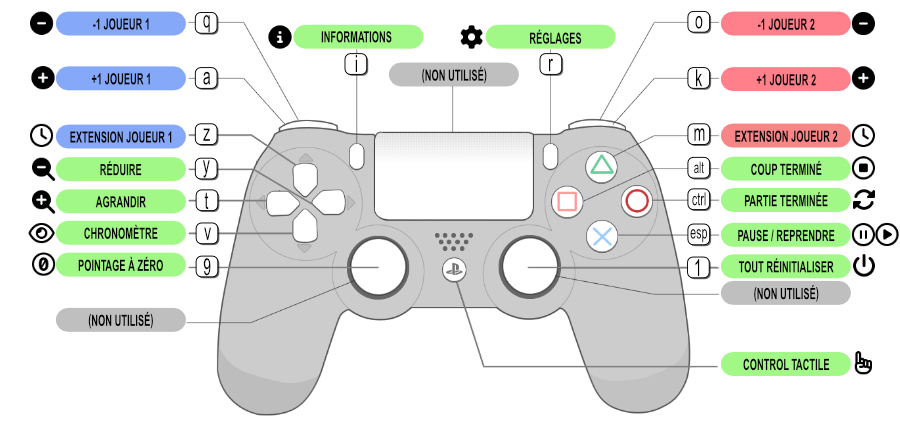 -1 JOUEUR 1
q
INFORMATIONS
i
RÉGLAGES
r
(NON UTILISÉ)
o
-1 JOUEUR 2
+1 JOUEUR 1
a
k
+1 JOUEUR 2
EXTENSION JOUEUR 1
z
m
EXTENSION JOUEUR 2
RÉDUIRE
y
alt
COUP TERMINÉ
AGRANDIR
t
ctrl
PARTIE TERMINÉE
CHRONOMÈTRE
v
esp
PAUSE / REPRENDRE
0
POINTAGE À ZÉRO
9
1
TOUT RÉINITIALISER
(NON UTILISÉ)
(NON UTILISÉ)
CONTROL TACTILE